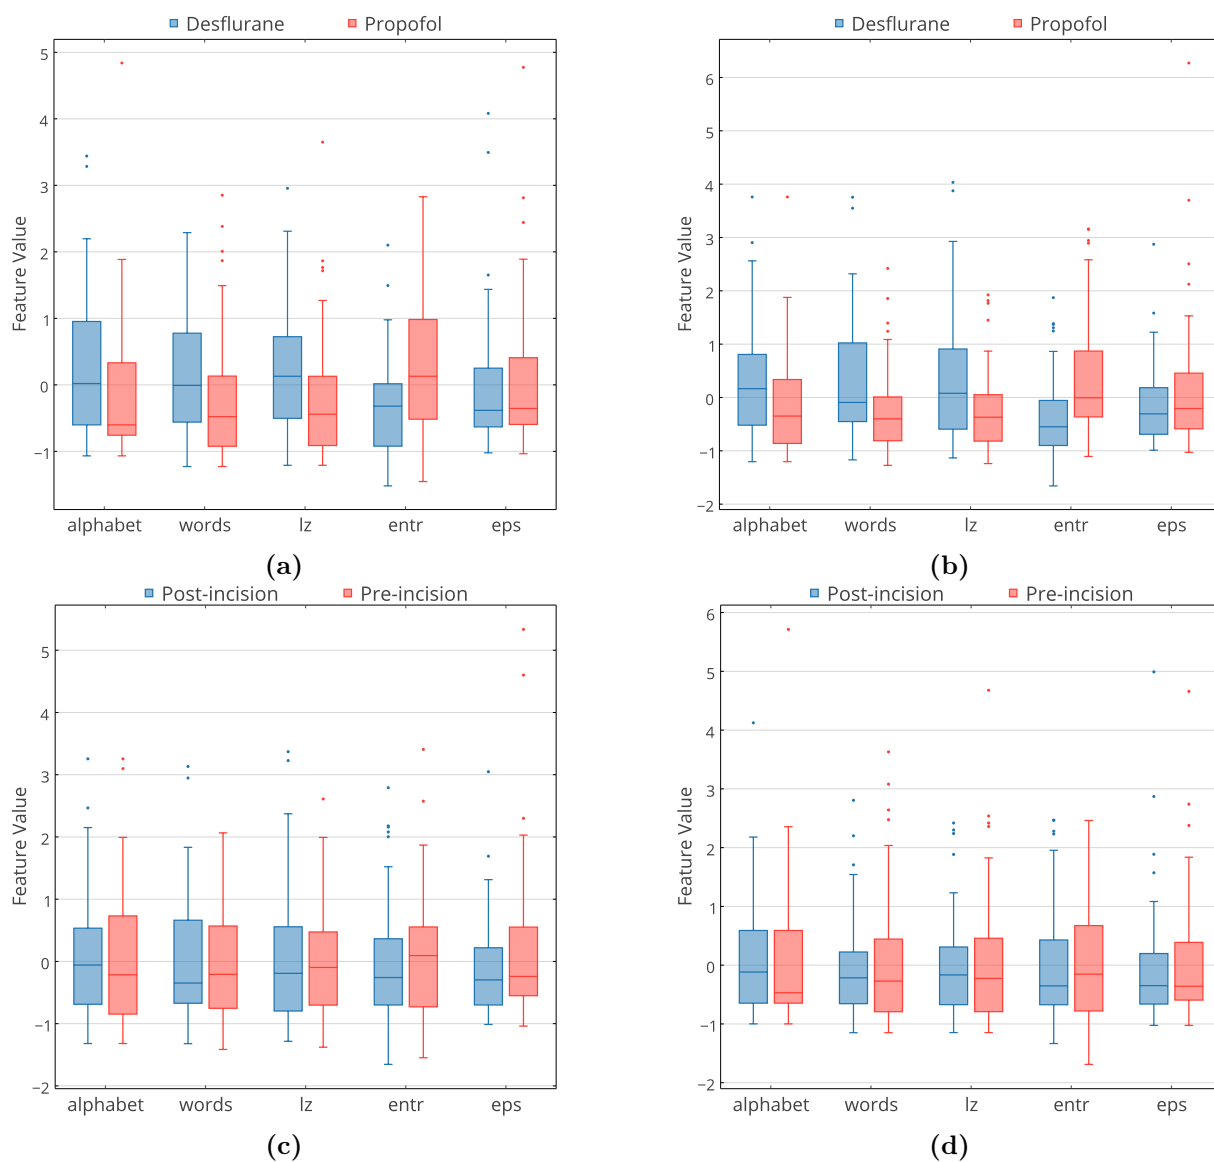 Desflurane Propofol
5
4
3
2
1
0
−1
Feature Value
alphabet words lz entr eps
(a)
Desflurane Propofol
6
5
4
3
2
1
0
−1
−2
Feature Value
alphabet words lz entr eps
(b)
Post-incision Pre-incision
5
4
3
2
1
0
−1
−2
Feature Value
alphabet words lz entr eps
(c)
Post-incision Pre-incision
6
5
4
3
2
1
0
−1
−2
Feature Value
alphabet words lz entr eps
(d)